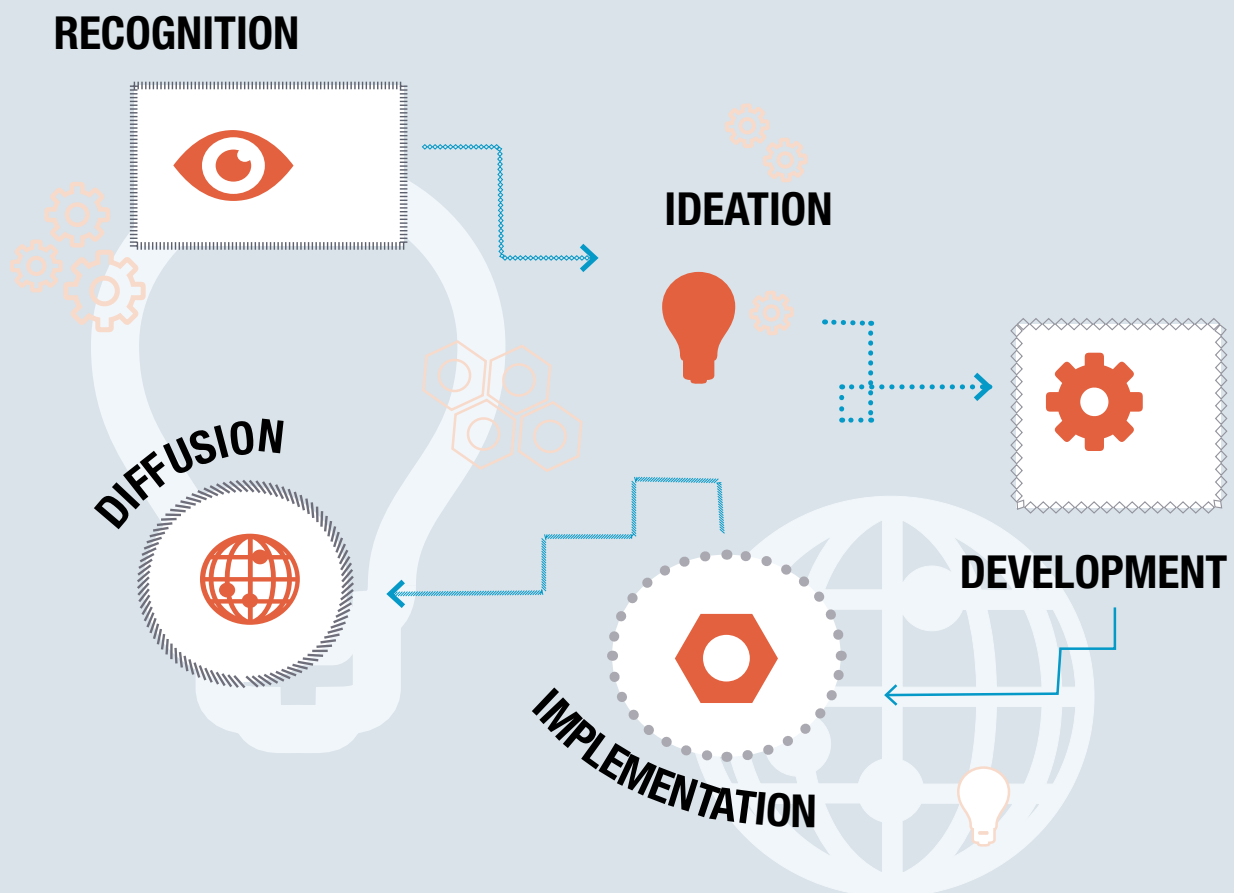 RECOGNITION
IDEATION
DEVELOPMENT
IMPLEMENTATION
DIFFUSION